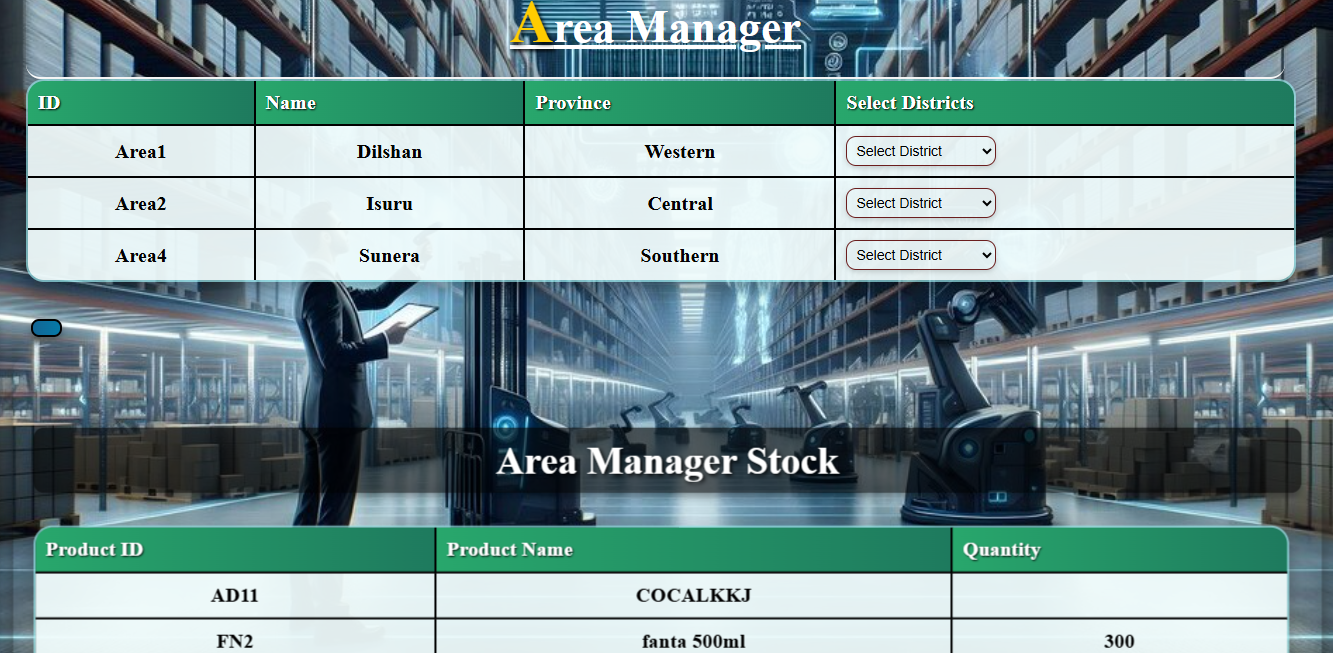 Area Manager
ID Name Province Select Districts
Area1 Dilshan Western Select District
Area2 Isuru Central Select District
Area4 Sunera Southern Select District
Area Manager Stock
Product ID Product Name Quantity
AD11 COCALKKJ
FN2 fanta 500ml 300